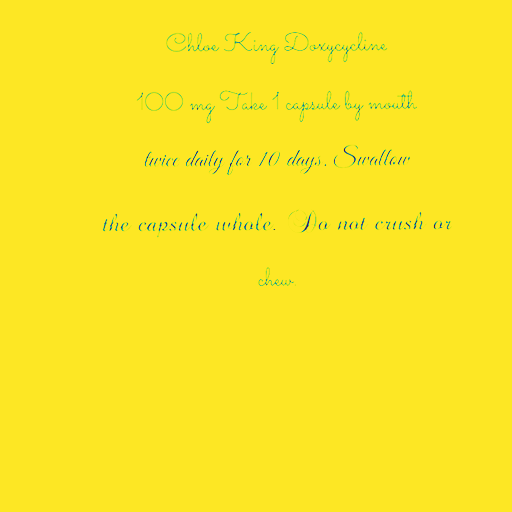 Chloe King Doxycycline
100 mg Take 1 capsule by mouth
twice daily for 10 days. Swallow
the capsule whole. Do not crush or
chew.